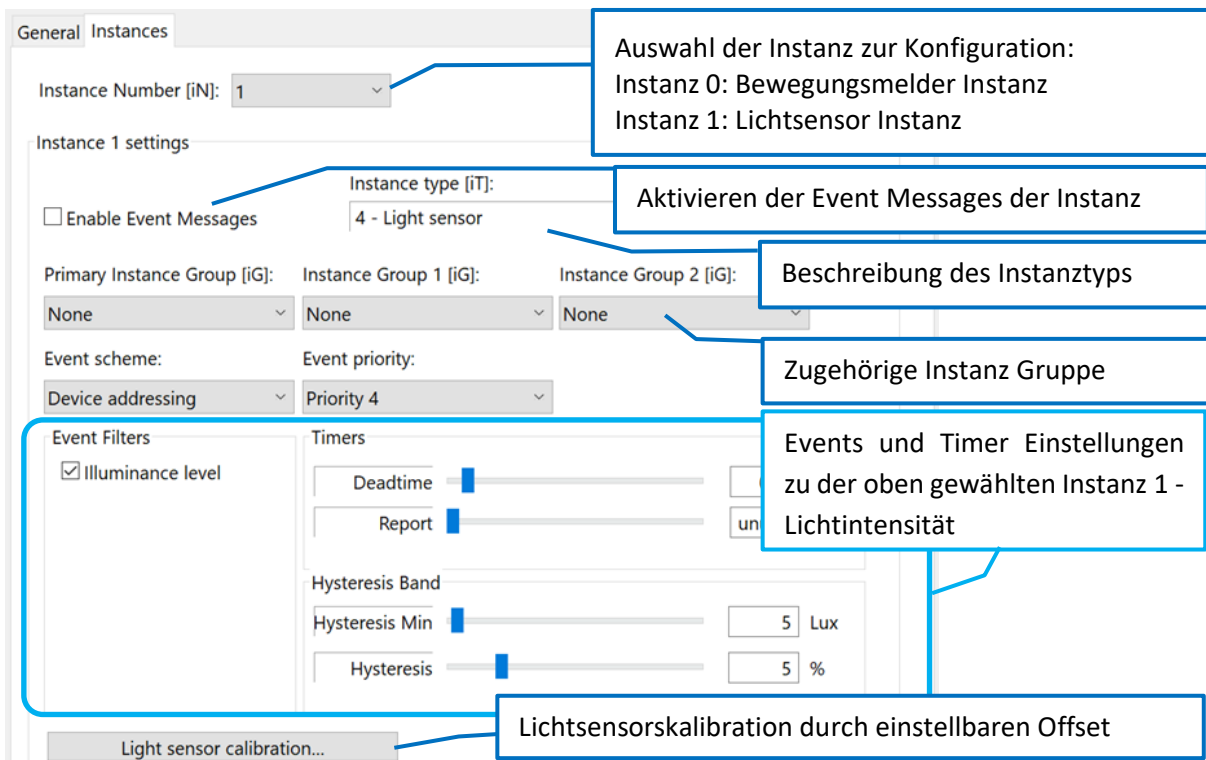 General Instances
Auswahl der Instanz zur Konfiguration:
Instanz 0: Bewegungsmelder Instanz
Instanz 1: Lichtsensor Instanz
Instance Number [iN]: 1
Instance 1 settings
Instance type [iT]:
Aktivieren der Event Messages der Instanz
Enable Event Messages
4 - Light sensor
Beschreibung des Instanztyps
Primary Instance Group [iG]: Instance Group 1 [iG]: Instance Group 2 [iG]:
None None None
Zugehörige Instanz Gruppe
Event scheme: Event priority:
Device addressing Priority 4
Events und Timer Einstellungen
zu der oben gewählten Instanz 1 -
Lichtintensität
Event Filters
Illuminance level
Timers
Deadtime
Report
Hysteresis Band
Hysteresis Min 5 Lux
Hysteresis 5 %
Lichtsensorskalibration durch einstellbaren Offset
Light sensor calibration...